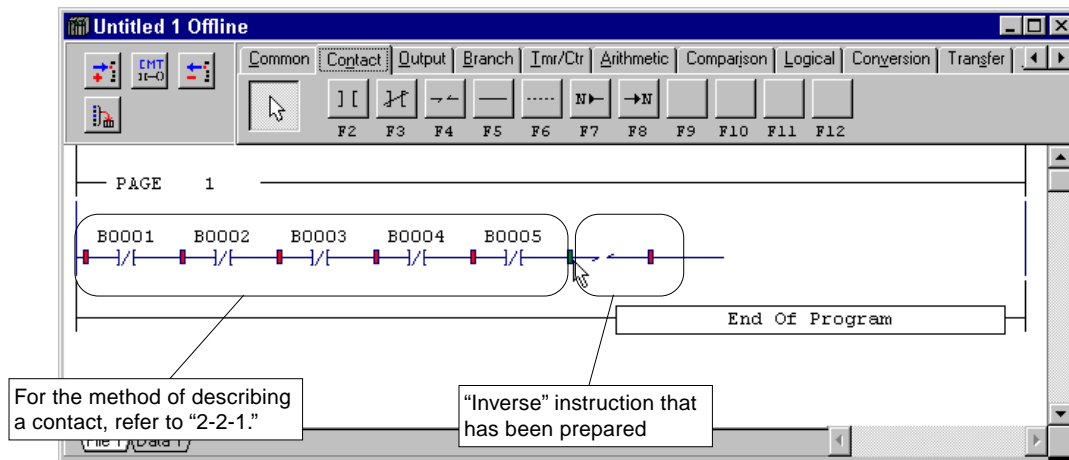 Untitled 1 Offline
CMT
Common Contact Output Branch Tmr/Ctr Arithmetic Comparison Logical Conversion Transfer
N N
F2 F3 F4 F5 F6 F7 F8 F9 F10 F11 F12
PAGE 1
B0001 B0002 B0003 B0004 B0005
End Of Program
For the method of describing
a contact, refer to “2-2-1.”
“Inverse” instruction that
has been prepared
File 1 Data 1